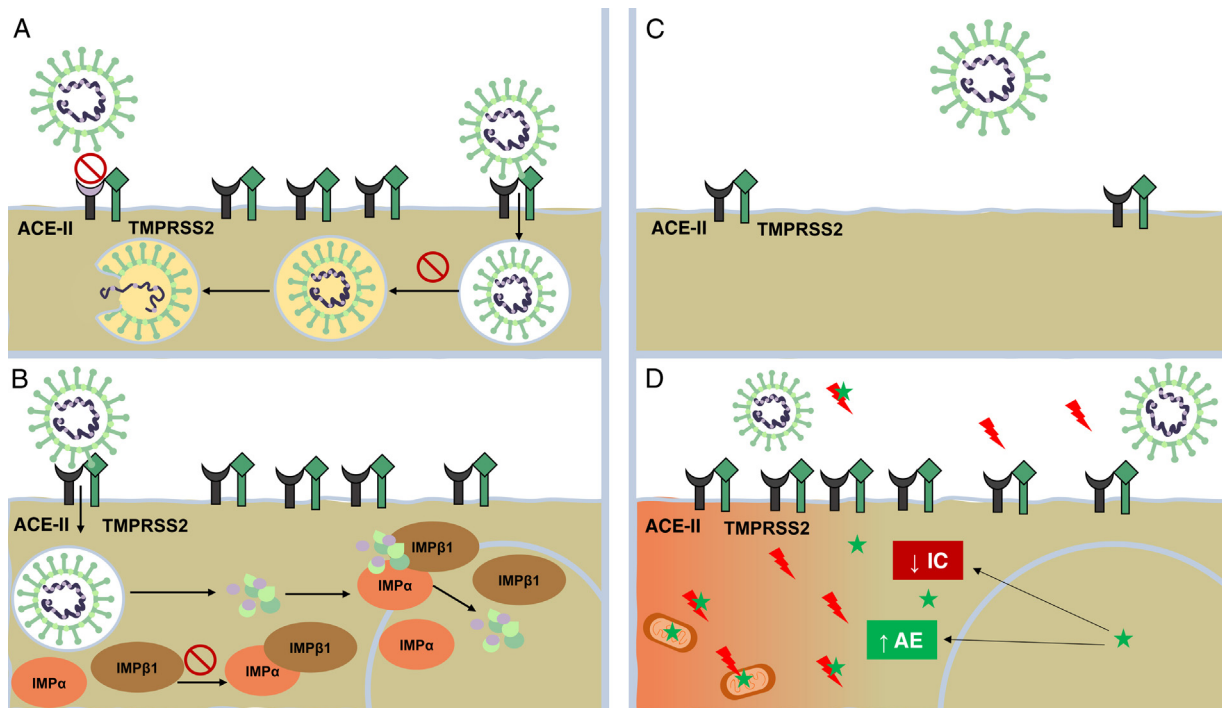 A
ACE-II
TMPRSS2
B
ACE-II
TMPRSS2
IMPβ1
IMPβ1
IMPα
IMPα
IMPβ1
IMPβ1
IMPα
IMPα
C
ACE-II
TMPRSS2
D
ACE-II
TMPRSS2
↓ IC
↑ AE